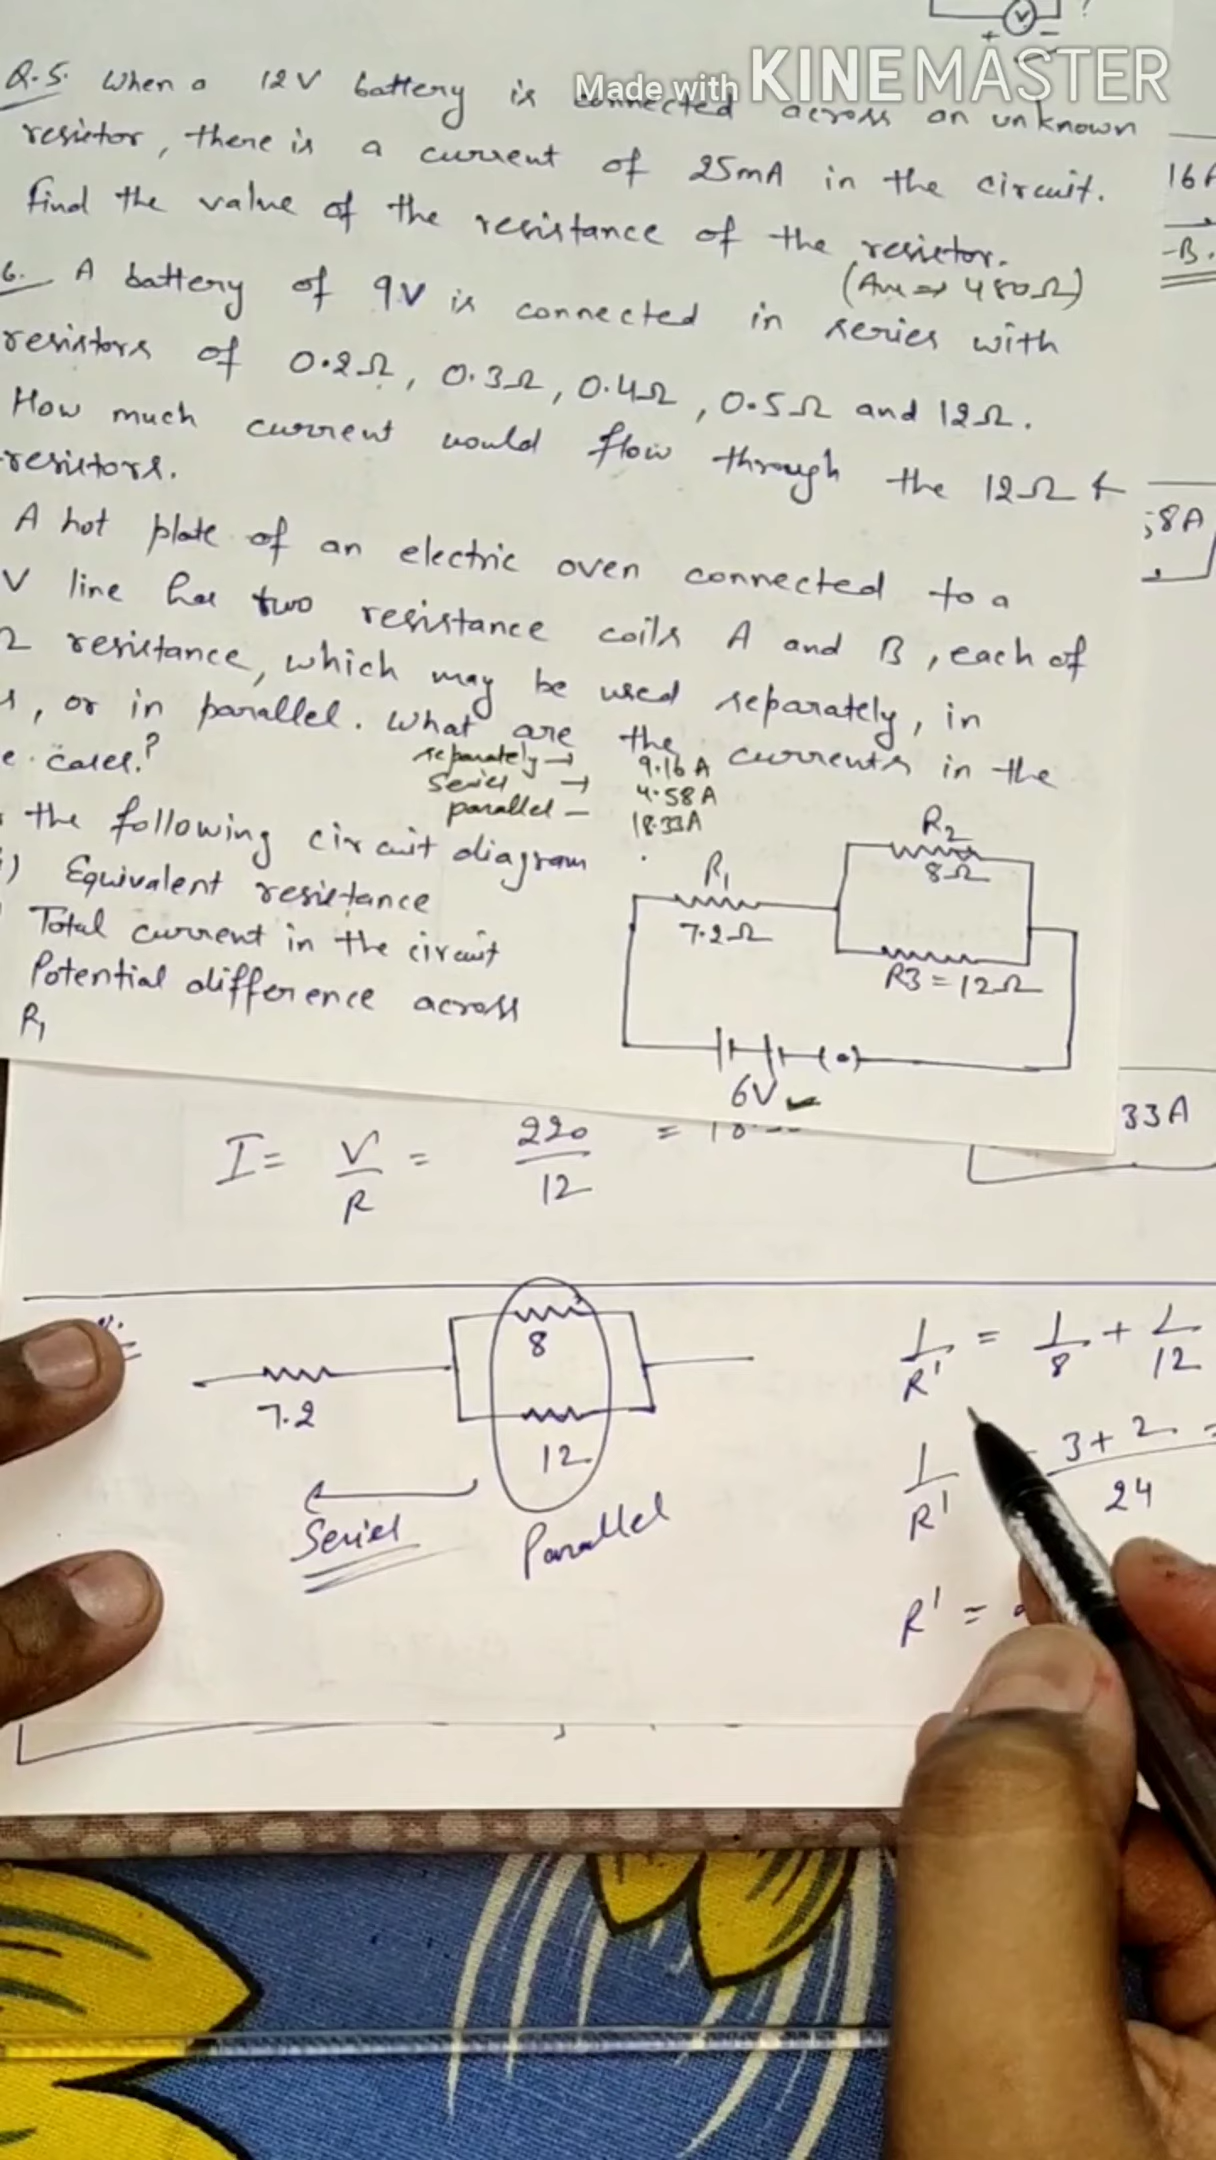 Made with KINEMASTER
Q.5. When a 12V battery is connected across an unknown
resistor, there is a current of 25mA in the circuit.
Find the value of the resistance of the resistor.
(Ans → 480Ω)
6. A battery of 9V is connected in series with
resistors of 0.2Ω, 0.3Ω, 0.4Ω, 0.5Ω and 12Ω.
How much current would flow through the 12Ω
resistors.
A hot plate of an electric oven connected to a
V line has two resistance coils A and B, each of
Ω resistance, which may be used separately, in
, or in parallel. What are the currents in the
cases?
separately → 9.16A
Series → 4.58A
parallel – 18.33A
the following circuit diagram
i) Equivalent resistance
Total current in the circuit
Potential difference across
R1
R1
7.2Ω
R2
8Ω
R3 = 12Ω
6V
+ V −
?
16A
-B.
58A
33A
I = V/R = 220/12 =
7.2
8
12
Series
Parallel
1/R' = 1/8 + 1/12
1/R' = 3+2/24 =
R' =